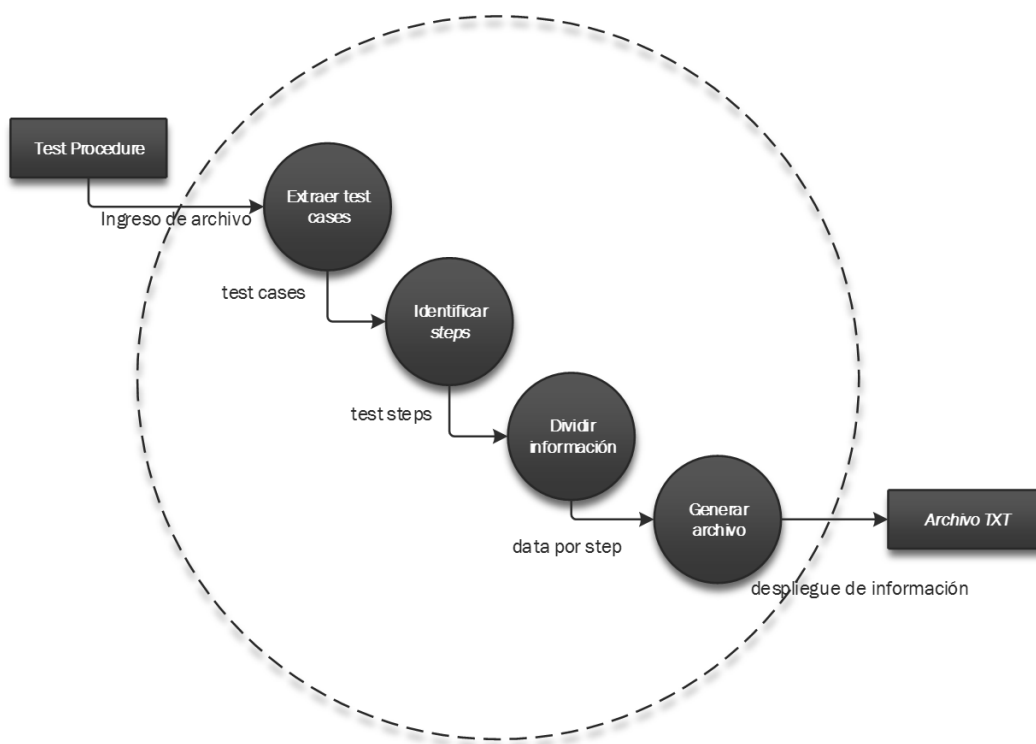 Test Procedure
Ingreso de archivo
Extraer test
cases
test cases
Identificar
steps
test steps
Dividir
información
data por step
Generar
archivo
despliegue de información
Archivo TXT